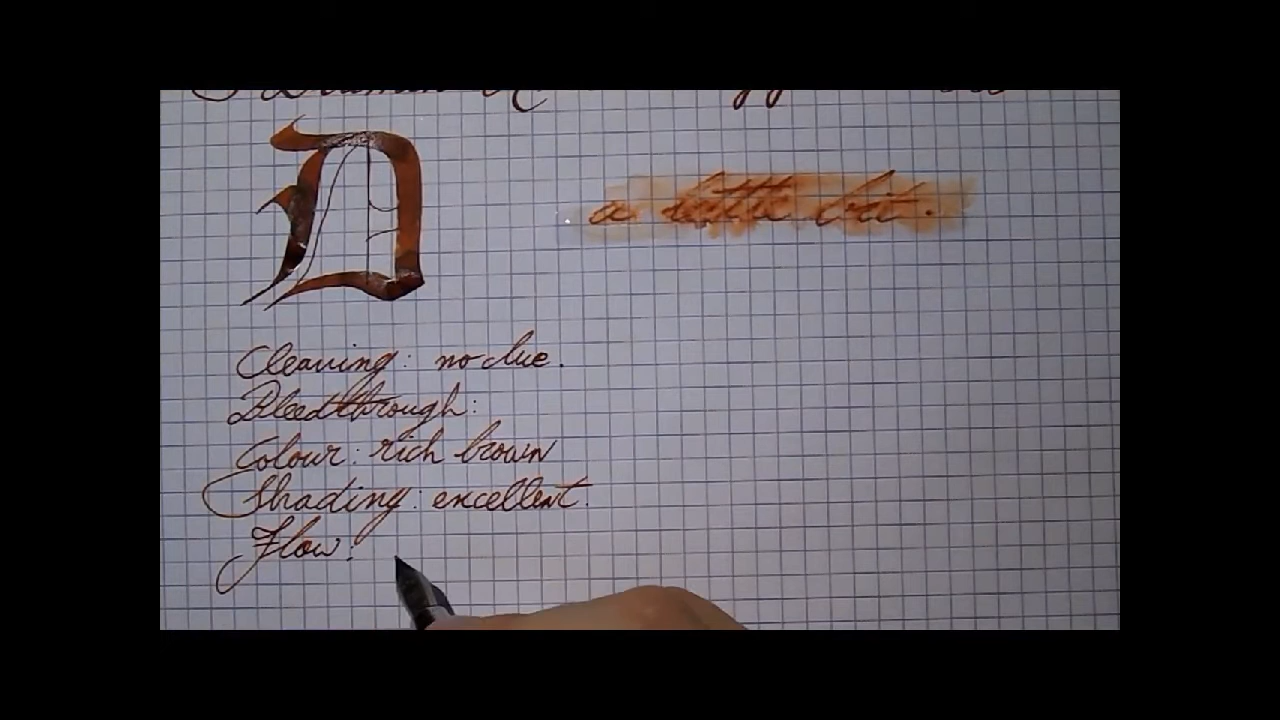 D
a little bit.
Cleaning: no clue.
Bleedthrough:
Colour: rich brown
Shading: excellent.
Flow: